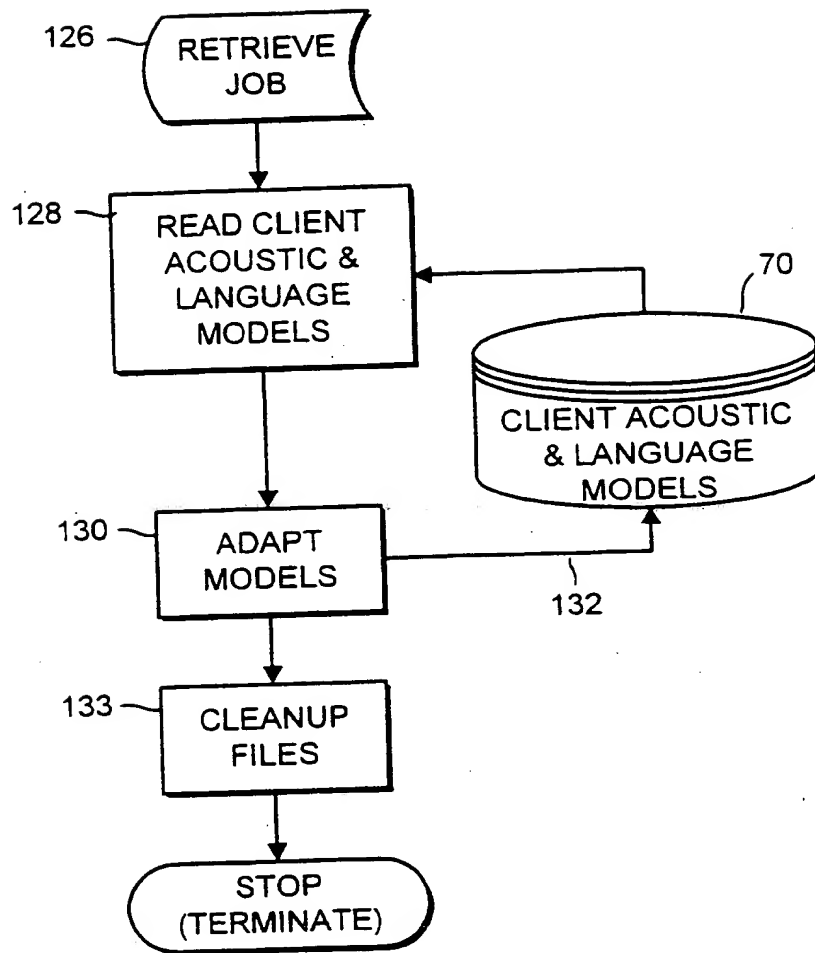 126
RETRIEVE
JOB
128
READ CLIENT
ACOUSTIC &
LANGUAGE
MODELS
70
CLIENT ACOUSTIC
& LANGUAGE
MODELS
130
ADAPT
MODELS
132
133
CLEANUP
FILES
STOP
(TERMINATE)